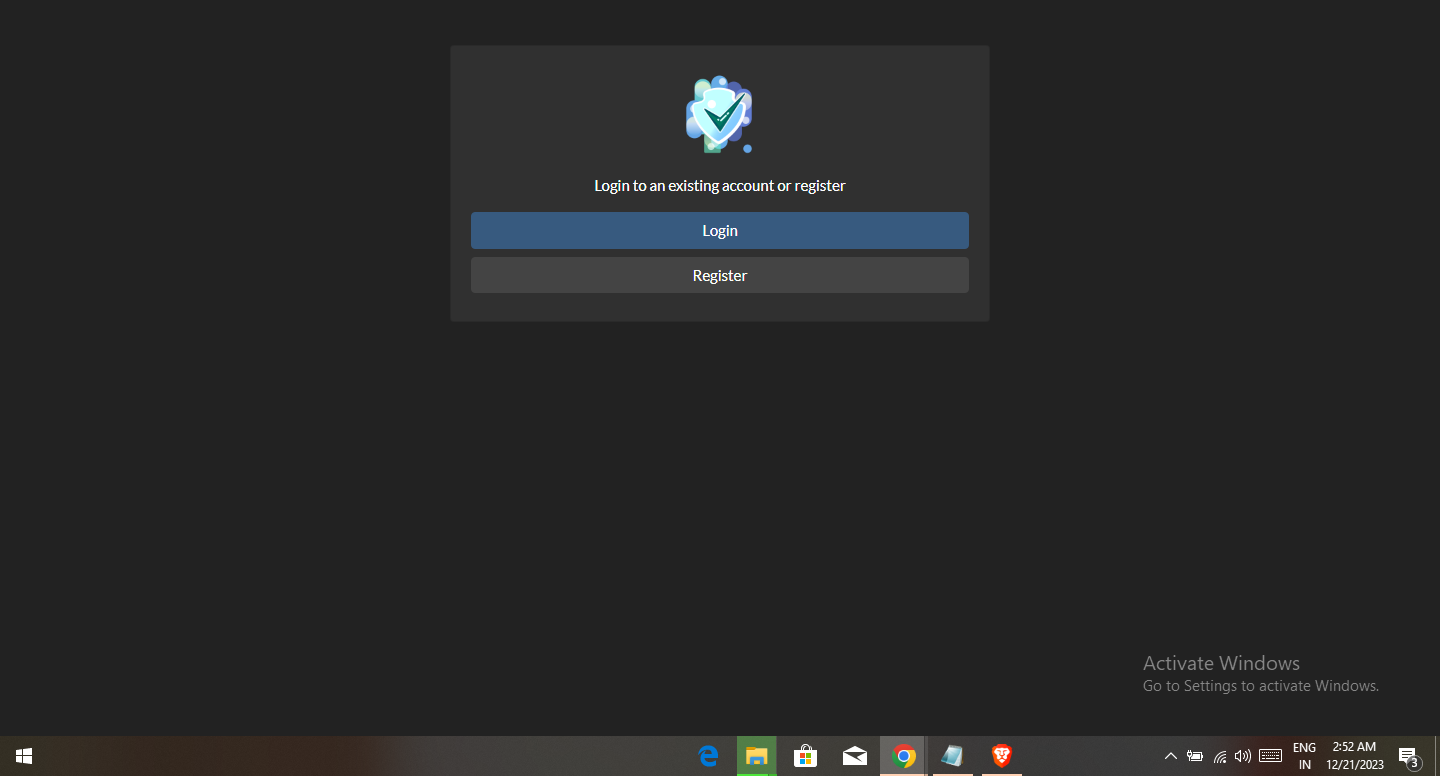 Login to an existing account or register
Login
Register
Activate Windows
Go to Settings to activate Windows.
ENG
IN
2:52 AM
12/21/2023
3